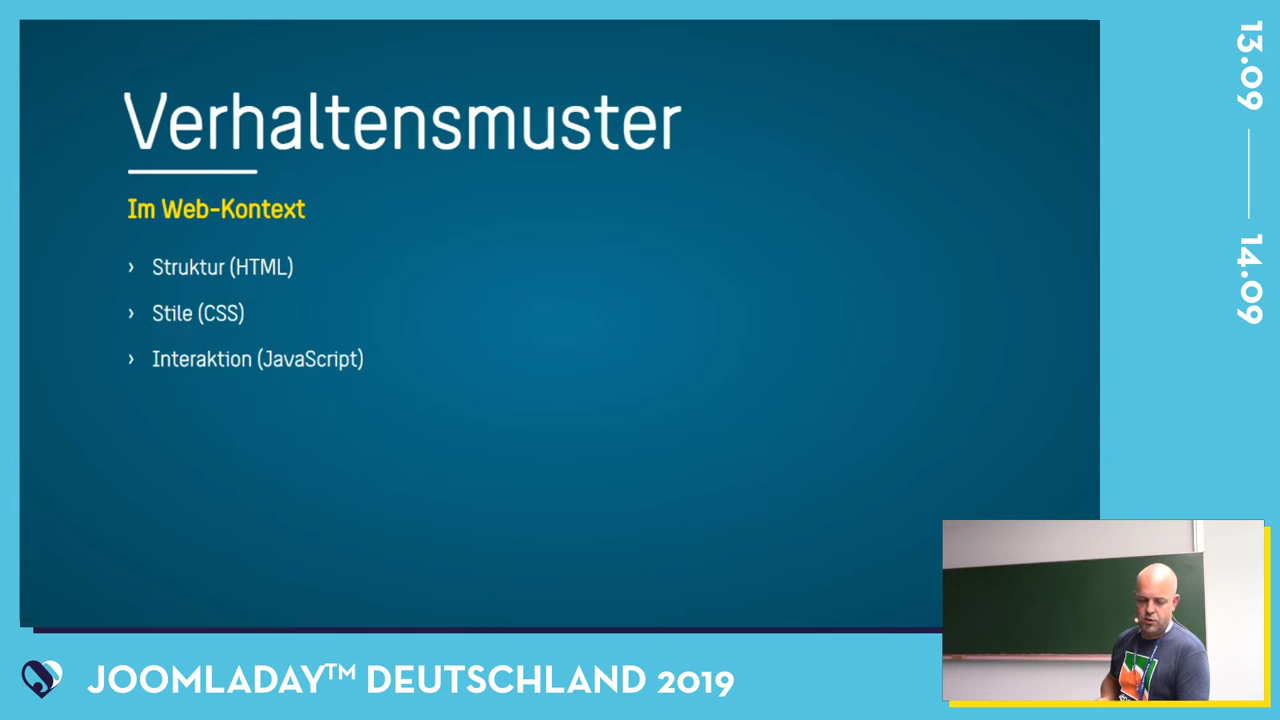 Verhaltensmuster
Im Web-Kontext
› Struktur (HTML)
› Stile (CSS)
› Interaktion (JavaScript)
13.09
14.09
JOOMLADAY™ DEUTSCHLAND 2019